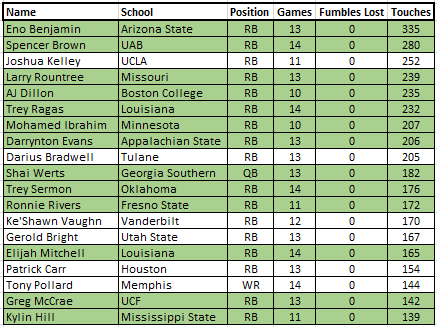 Name School Position Games Fumbles Lost Touches
Eno Benjamin Arizona State RB 13 0 335
Spencer Brown UAB RB 14 0 280
Joshua Kelley UCLA RB 11 0 252
Larry Rountree Missouri RB 13 0 239
AJ Dillon Boston College RB 10 0 235
Trey Ragas Louisiana RB 14 0 232
Mohamed Ibrahim Minnesota RB 10 0 207
Darrynton Evans Appalachian State RB 13 0 206
Darius Bradwell Tulane RB 13 0 205
Shai Werts Georgia Southern QB 13 0 182
Trey Sermon Oklahoma RB 14 0 176
Ronnie Rivers Fresno State RB 11 0 172
Ke'Shawn Vaughn Vanderbilt RB 12 0 170
Gerold Bright Utah State RB 13 0 167
Elijah Mitchell Louisiana RB 14 0 165
Patrick Carr Houston RB 13 0 154
Tony Pollard Memphis WR 14 0 144
Greg McCrae UCF RB 13 0 142
Kylin Hill Mississippi State RB 11 0 139